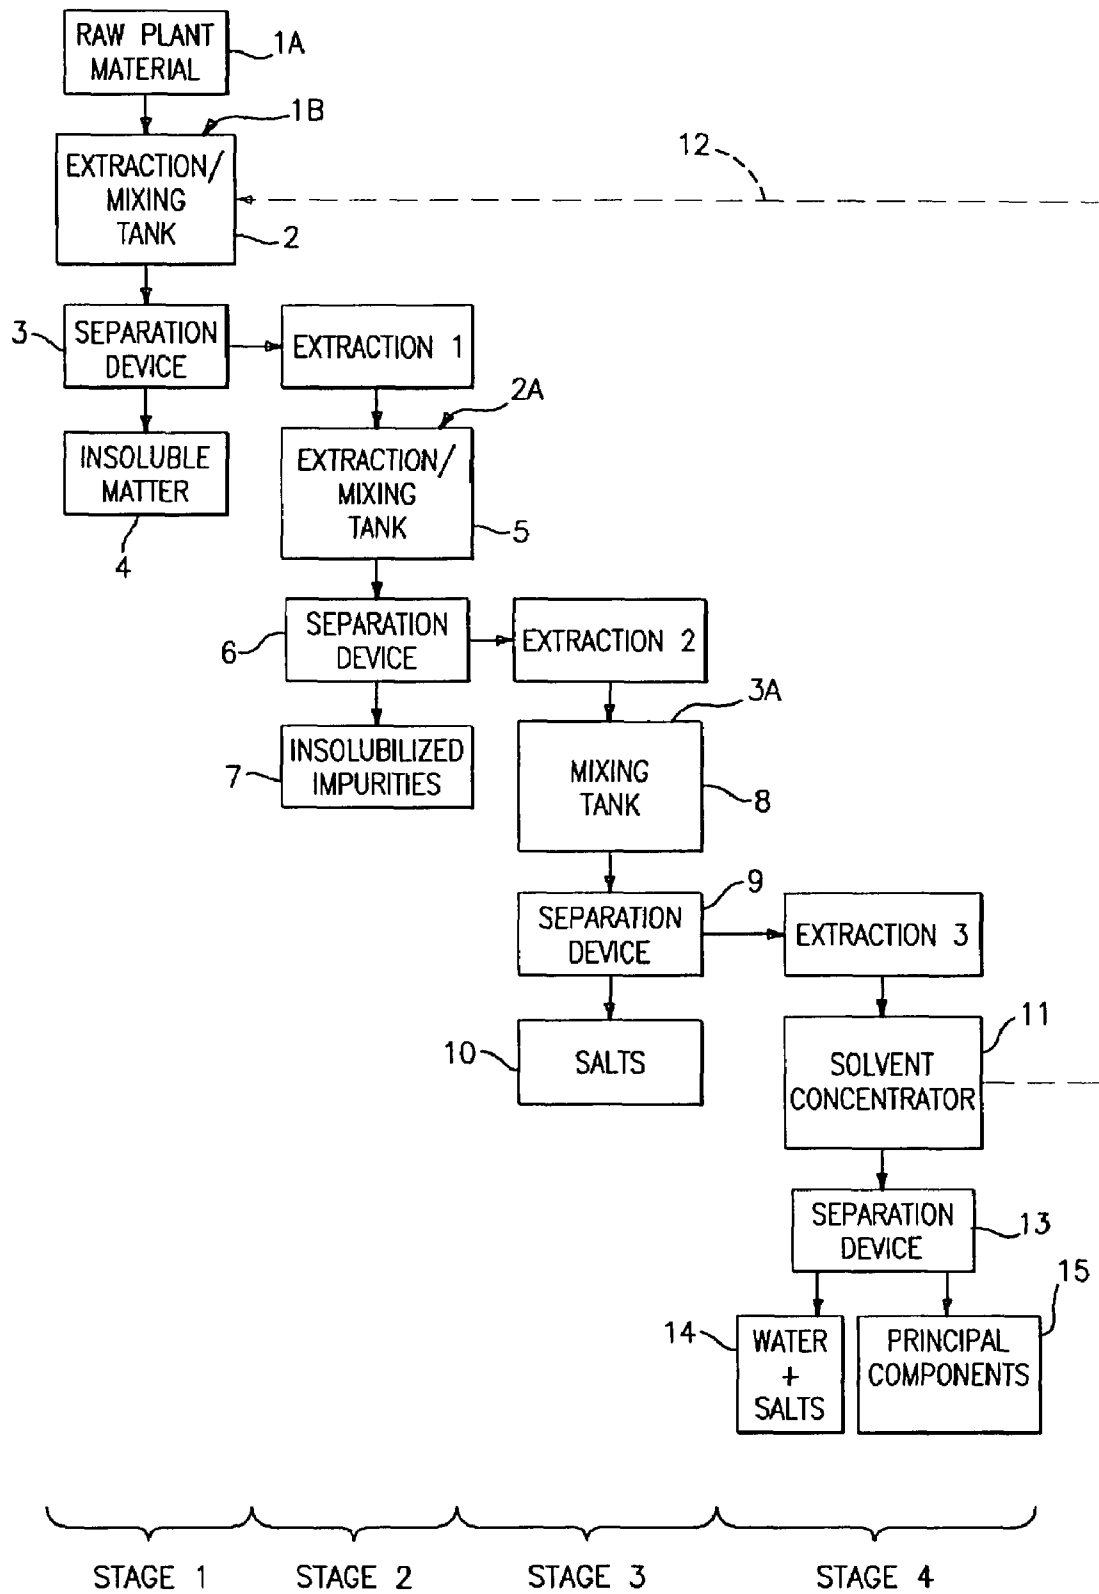 RAW PLANT
MATERIAL
1A
1B
EXTRACTION/
MIXING
TANK
2
12
3
SEPARATION
DEVICE
EXTRACTION 1
INSOLUBLE
MATTER
4
2A
EXTRACTION/
MIXING
TANK
5
6
SEPARATION
DEVICE
EXTRACTION 2
7
INSOLUBILIZED
IMPURITIES
3A
MIXING
TANK
8
9
SEPARATION
DEVICE
EXTRACTION 3
10
SALTS
11
SOLVENT
CONCENTRATOR
SEPARATION
DEVICE
13
14
WATER
+
SALTS
15
PRINCIPAL
COMPONENTS
STAGE 1
STAGE 2
STAGE 3
STAGE 4